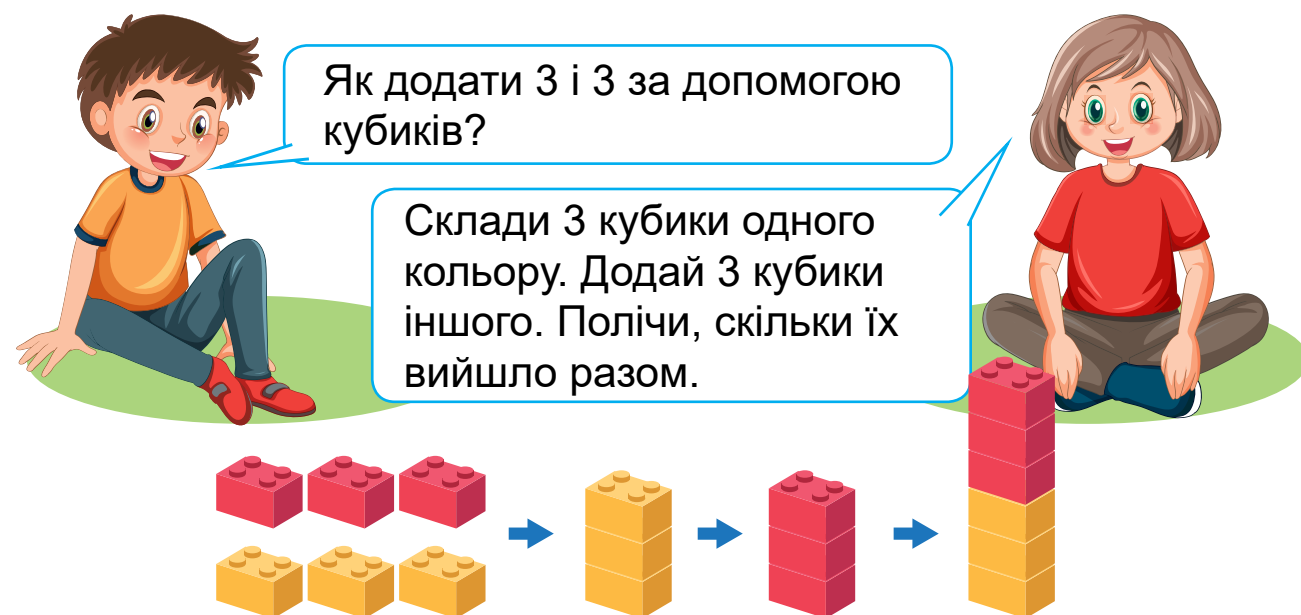 Як додати 3 і 3 за допомогою
кубиків?
Склади 3 кубики одного
кольору. Додай 3 кубики
іншого. Полічи, скільки їх
вийшло разом.